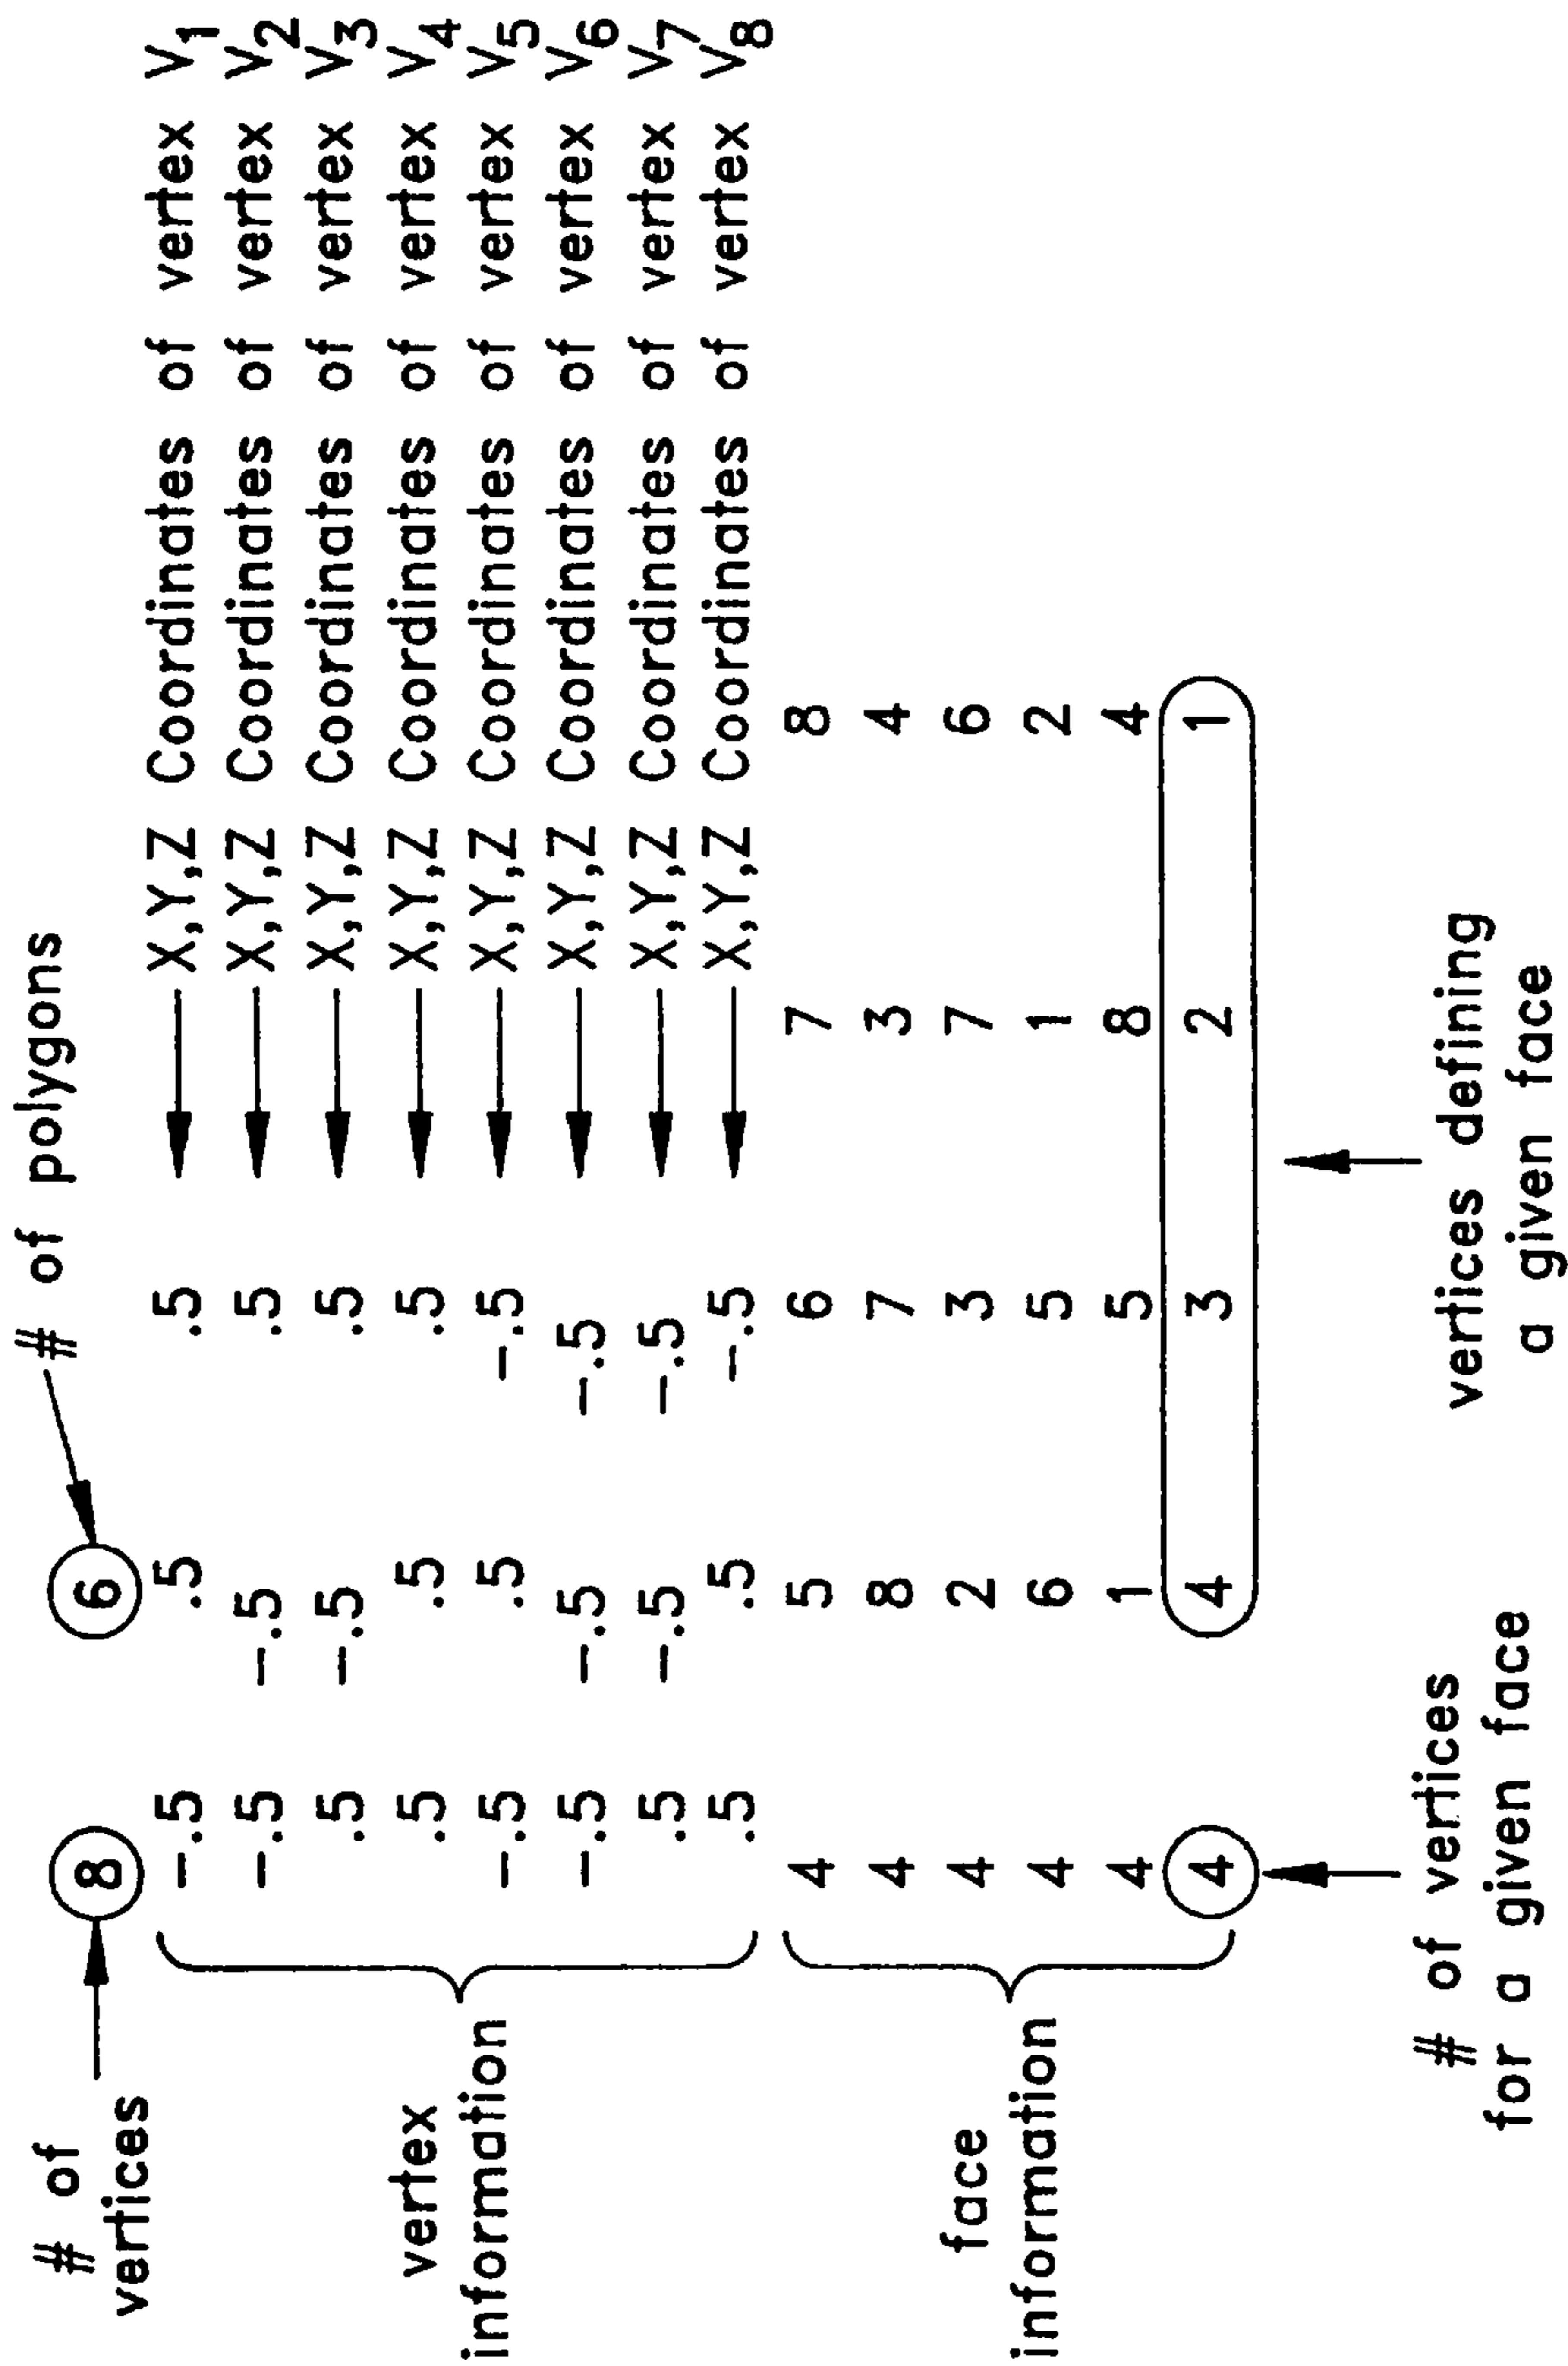 # of polygons
# of
vertices
8 6
-.5 .5 .5 X,Y,Z Coordinates of vertex V1
-.5 -.5 .5 X,Y,Z Coordinates of vertex V2
.5 -.5 .5 X,Y,Z Coordinates of vertex V3
.5 .5 .5 X,Y,Z Coordinates of vertex V4
-.5 .5 -.5 X,Y,Z Coordinates of vertex V5
-.5 -.5 -.5 X,Y,Z Coordinates of vertex V6
.5 -.5 -.5 X,Y,Z Coordinates of vertex V7
.5 .5 -.5 X,Y,Z Coordinates of vertex V8
vertex
information
4 5 6 7 8
4 8 7 3 4
4 2 3 7 6
4 6 5 1 2
4 1 5 8 4
4 4 3 2 1
face
information
# of vertices
for a given face
vertices defining
a given face